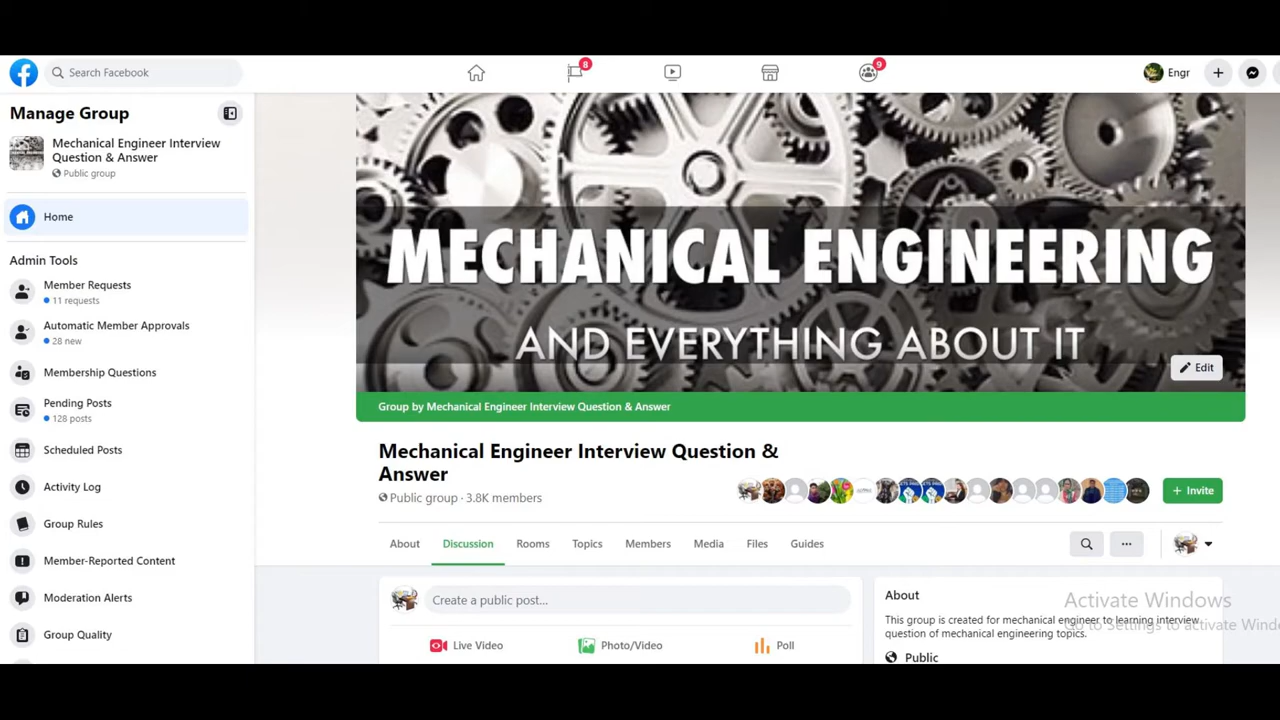 Search Facebook
8
9
Engr
Manage Group
Mechanical Engineer Interview
Question & Answer
Public group
Home
Admin Tools
Member Requests
11 requests
Automatic Member Approvals
28 new
Membership Questions
Pending Posts
128 posts
Scheduled Posts
Activity Log
Group Rules
Member-Reported Content
Moderation Alerts
Group Quality
MECHANICAL ENGINEERING
AND EVERYTHING ABOUT IT
Edit
Group by Mechanical Engineer Interview Question & Answer
Mechanical Engineer Interview Question &
Answer
Public group · 3.8K members
Invite
About
Discussion
Rooms
Topics
Members
Media
Files
Guides
Create a public post...
Live Video
Photo/Video
Poll
About
This group is created for mechanical engineer to learning interview
question of mechanical engineering topics.
Public
Activate Windows
Go to Settings to activate Wind